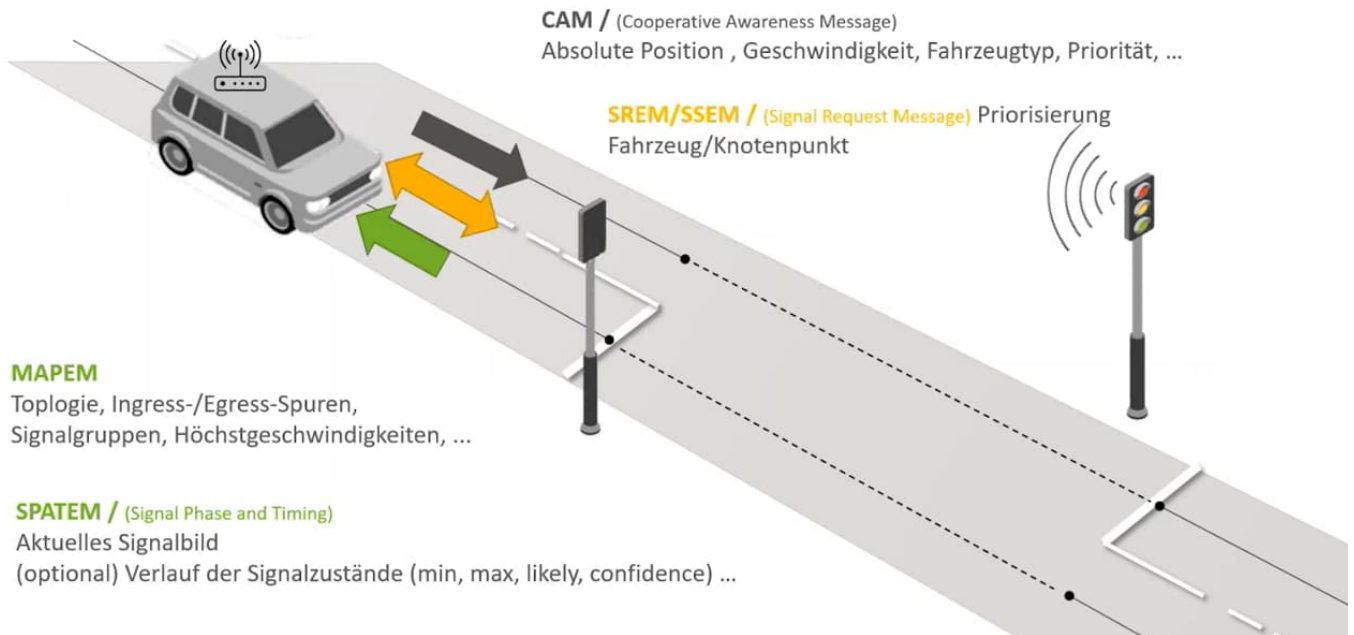 CAM / (Cooperative Awareness Message)
Absolute Position , Geschwindigkeit, Fahrzeugtyp, Priorität, ...
SREM/SSEM / (Signal Request Message) Priorisierung
Fahrzeug/Knotenpunkt
MAPEM
Toplogie, Ingress-/Egress-Spuren,
Signalgruppen, Höchstgeschwindigkeiten, ...
SPATEM / (Signal Phase and Timing)
Aktuelles Signalbild
(optional) Verlauf der Signalzustände (min, max, likely, confidence) ...